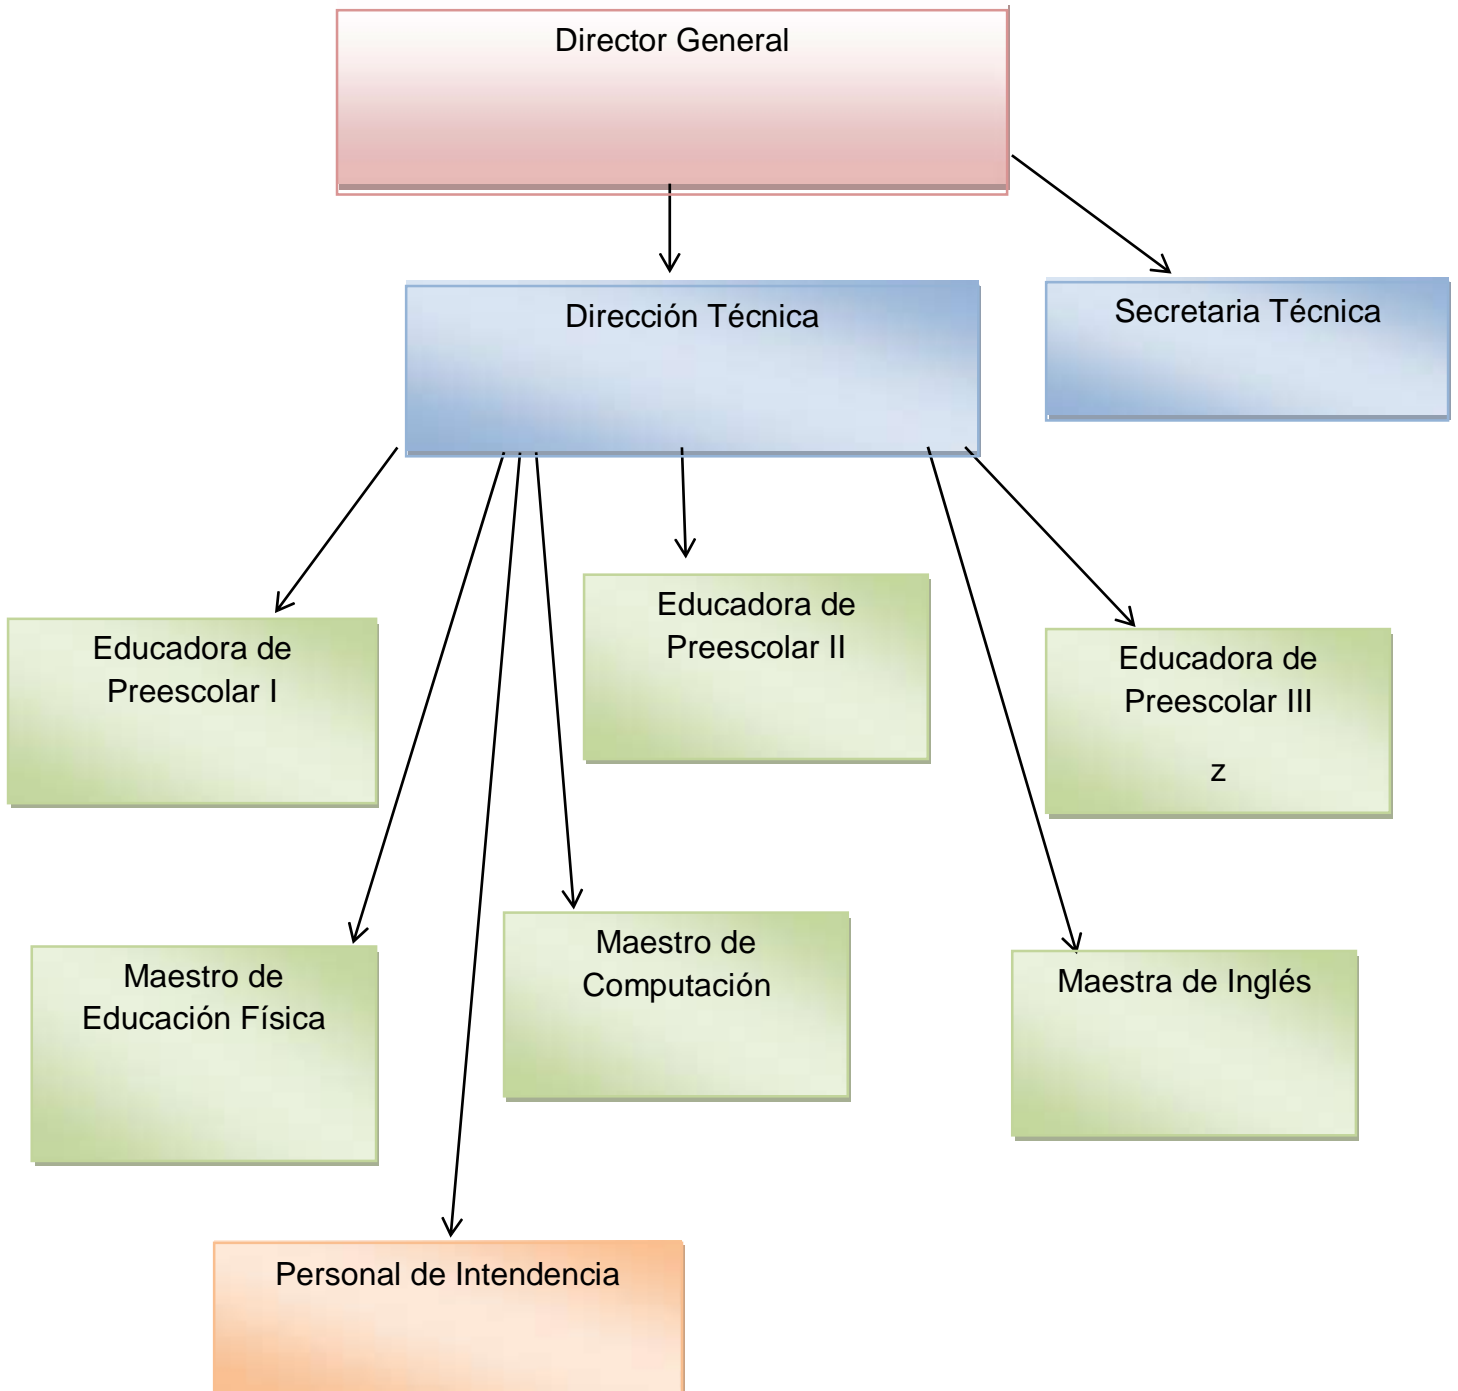 Director General
Dirección Técnica
Secretaria Técnica
Educadora de
Preescolar I
Educadora de
Preescolar II
Educadora de
Preescolar III
z
Maestro de
Educación Física
Maestro de
Computación
Maestra de Inglés
Personal de Intendencia